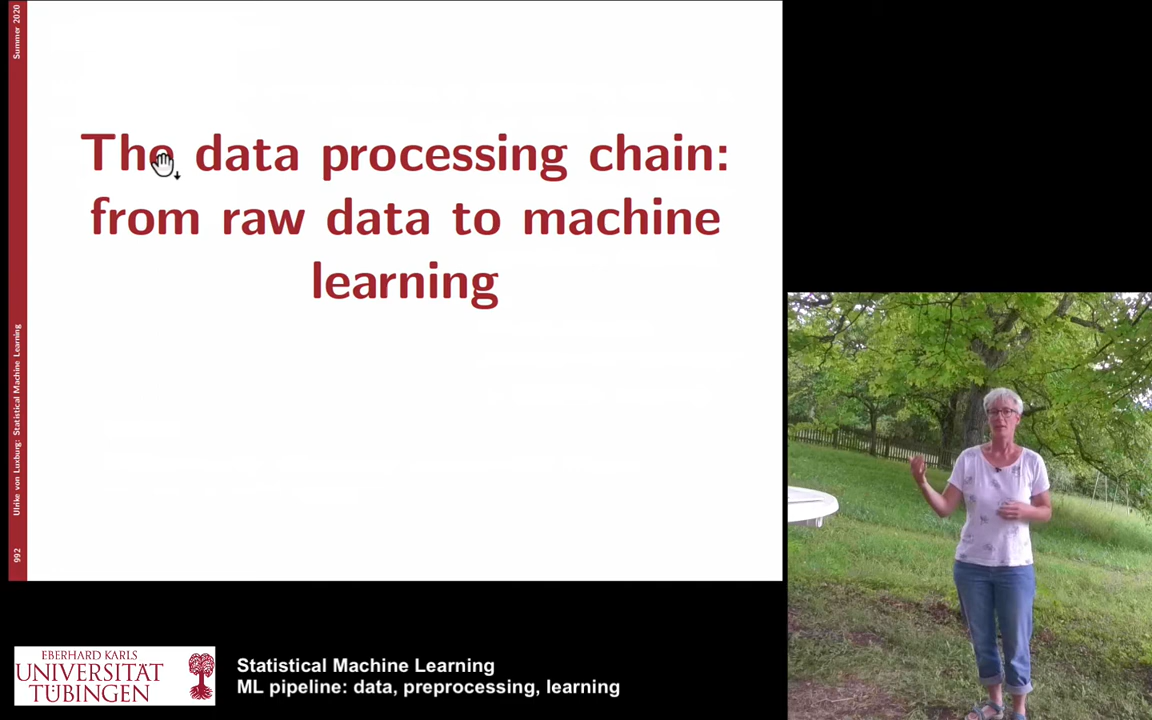 Summer 2020
The data processing chain:
from raw data to machine
learning
Ulrike von Luxburg: Statistical Machine Learning
992
EBERHARD KARLS
UNIVERSITÄT
TÜBINGEN
Statistical Machine Learning
ML pipeline: data, preprocessing, learning